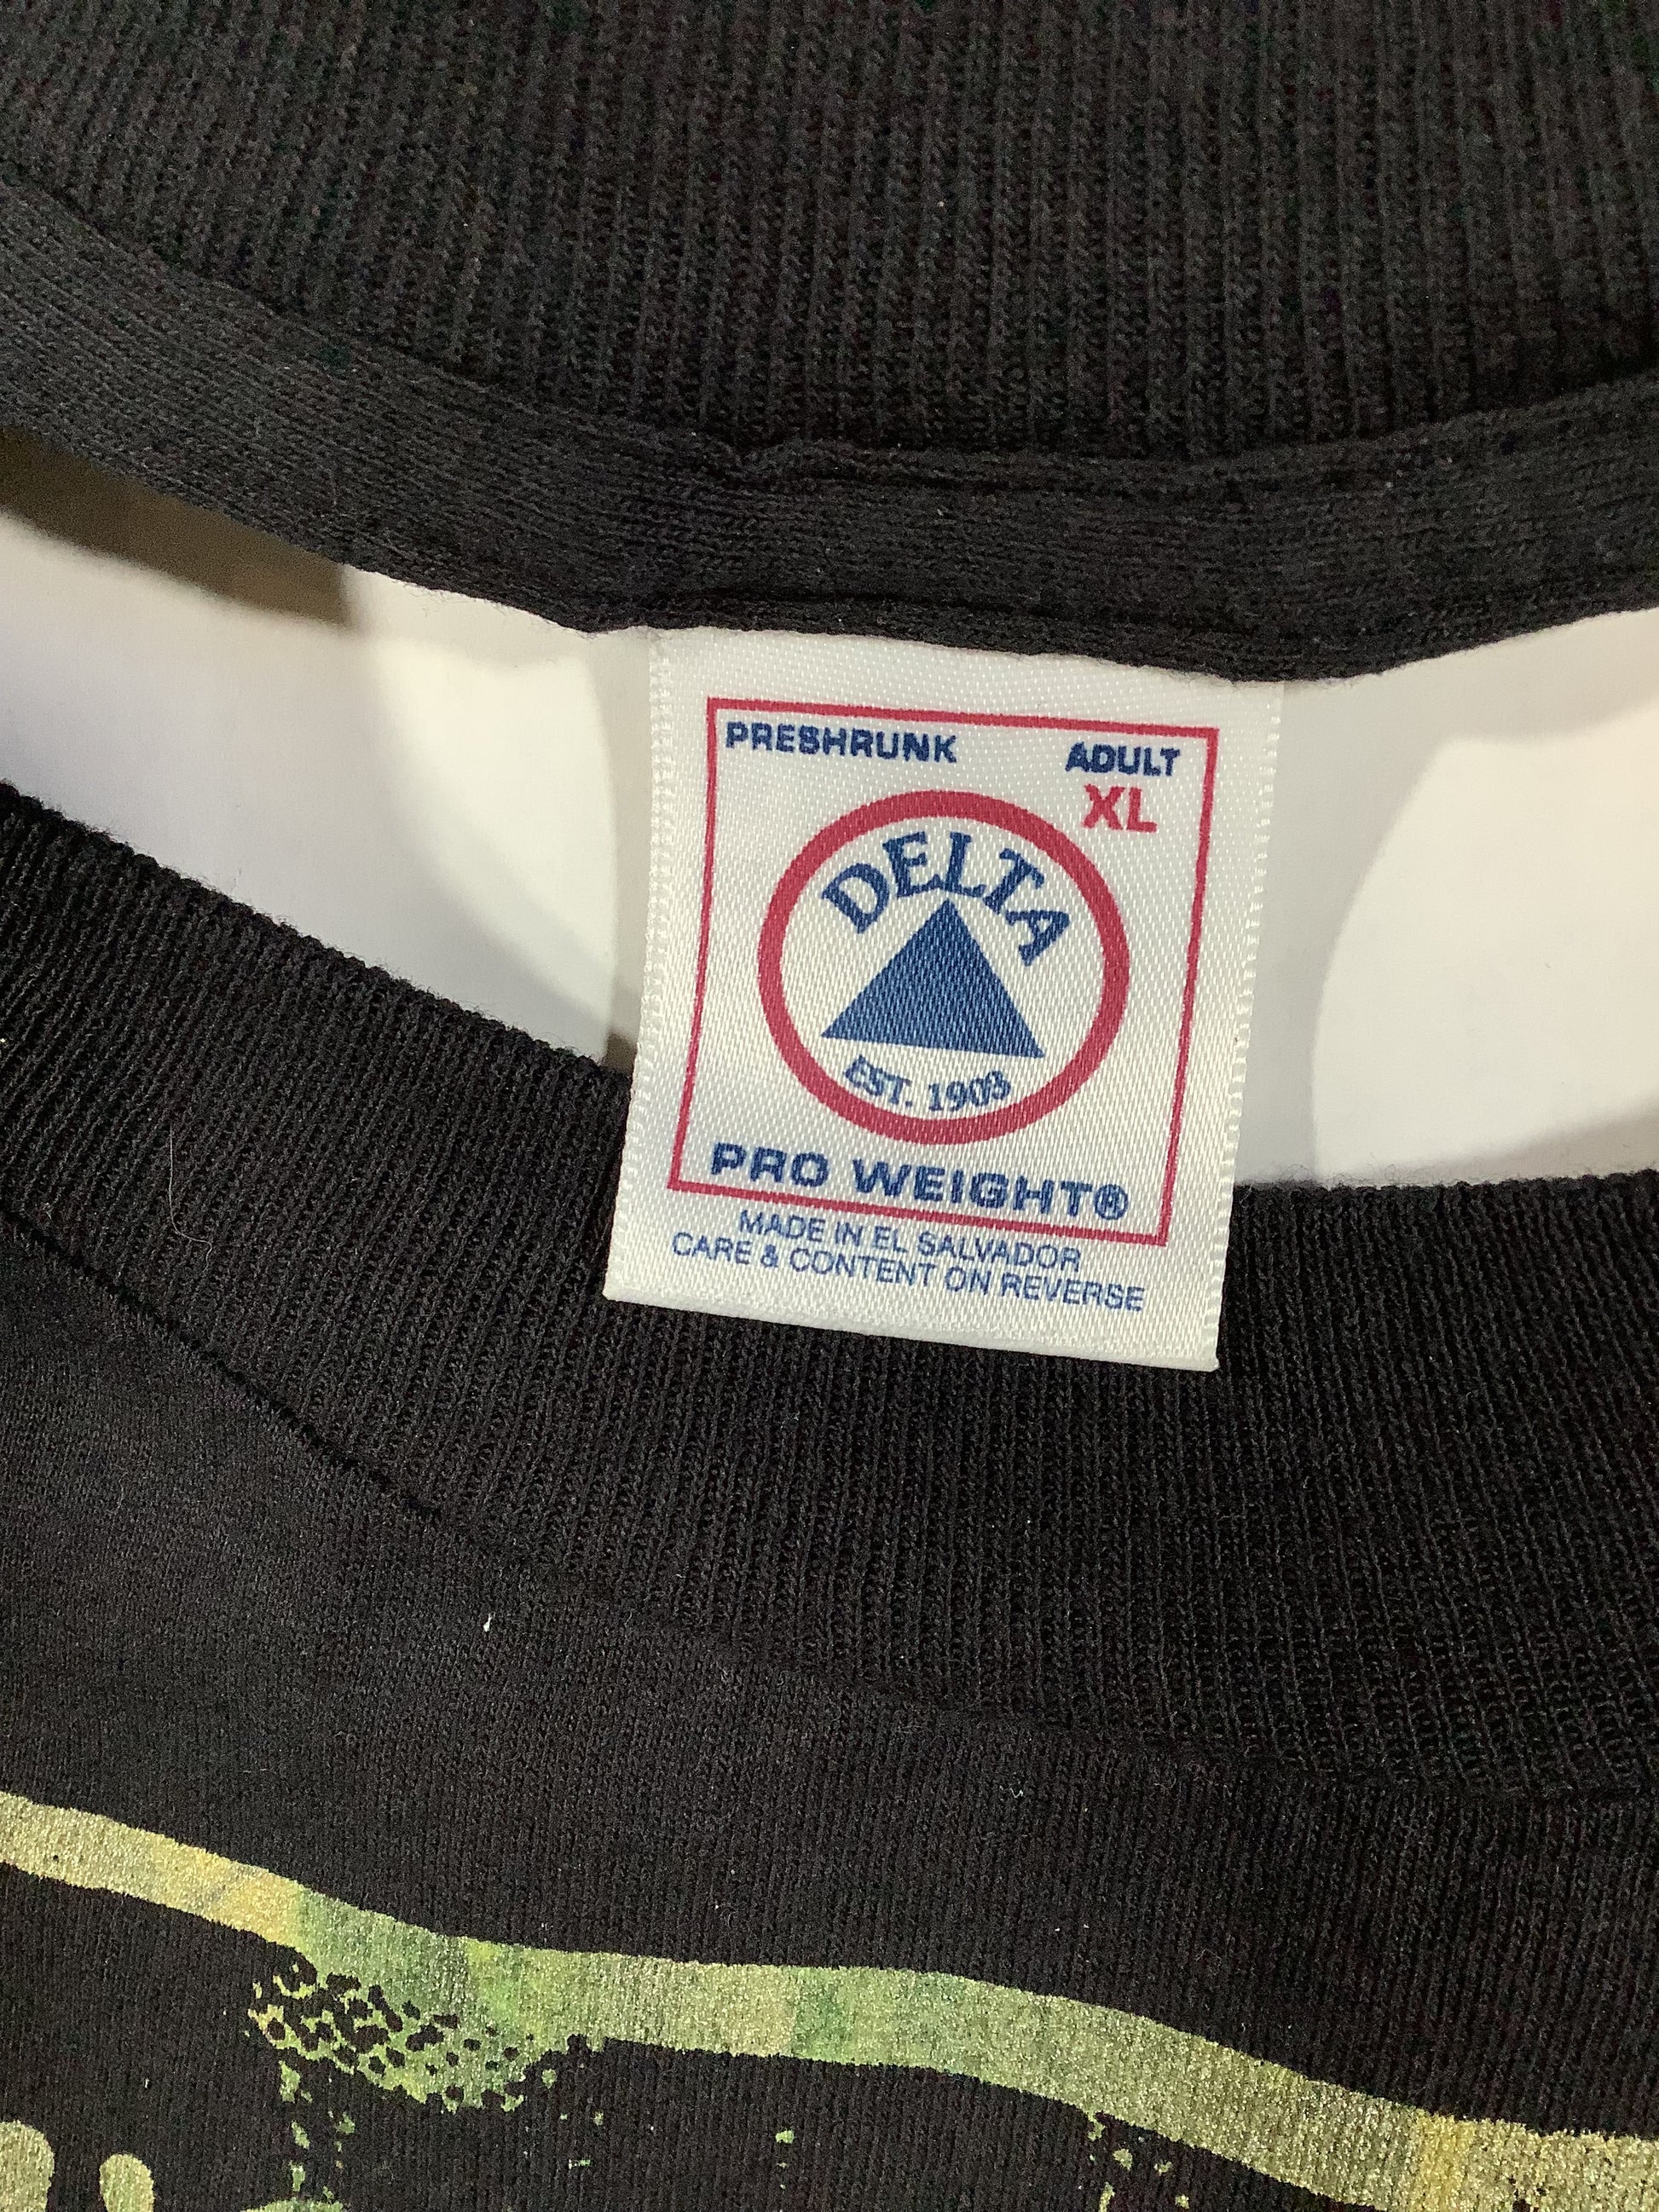 PRESHRUNK ADULT
XL
DELTA
EST. 1903
PRO WEIGHT®
MADE IN EL SALVADOR
CARE & CONTENT ON REVERSE